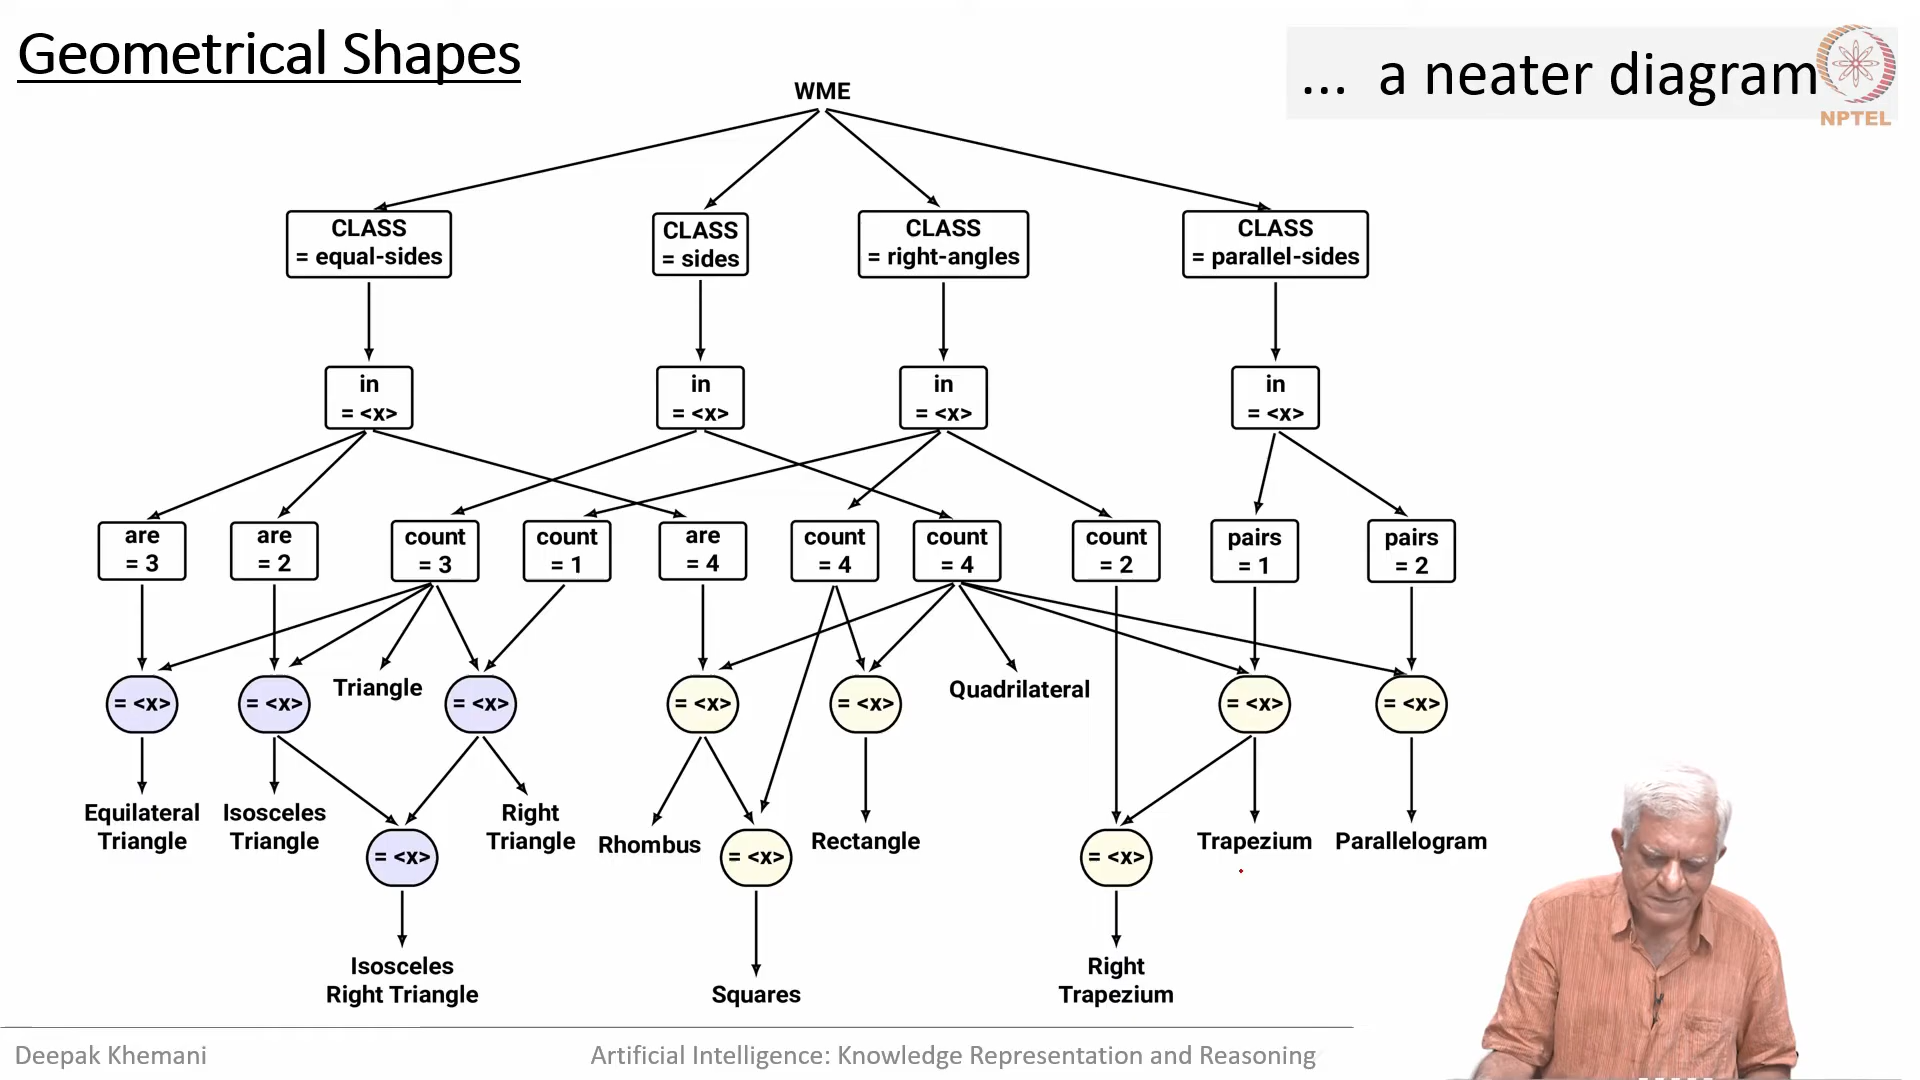 Geometrical Shapes
... a neater diagram
NPTEL
WME
CLASS
= equal-sides
CLASS
= sides
CLASS
= right-angles
CLASS
= parallel-sides
in
= <x>
in
= <x>
in
= <x>
in
= <x>
are
= 3
are
= 2
count
= 3
count
= 1
are
= 4
count
= 4
count
= 4
count
= 2
pairs
= 1
pairs
= 2
= <x>
= <x>
Triangle
= <x>
= <x>
= <x>
Quadrilateral
= <x>
= <x>
Equilateral
Triangle
Isosceles
Triangle
Right
Triangle
Rhombus
Rectangle
Trapezium
Parallelogram
= <x>
= <x>
= <x>
Isosceles
Right Triangle
Squares
Right
Trapezium
Deepak Khemani
Artificial Intelligence: Knowledge Representation and Reasoning